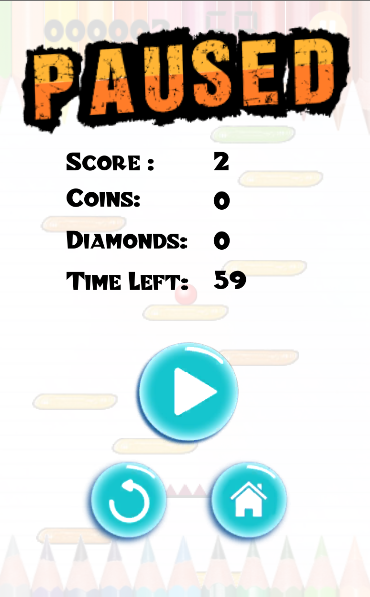 PAUSED
SCORE : 2
COINS: 0
DIAMONDS: 0
TIME LEFT: 59